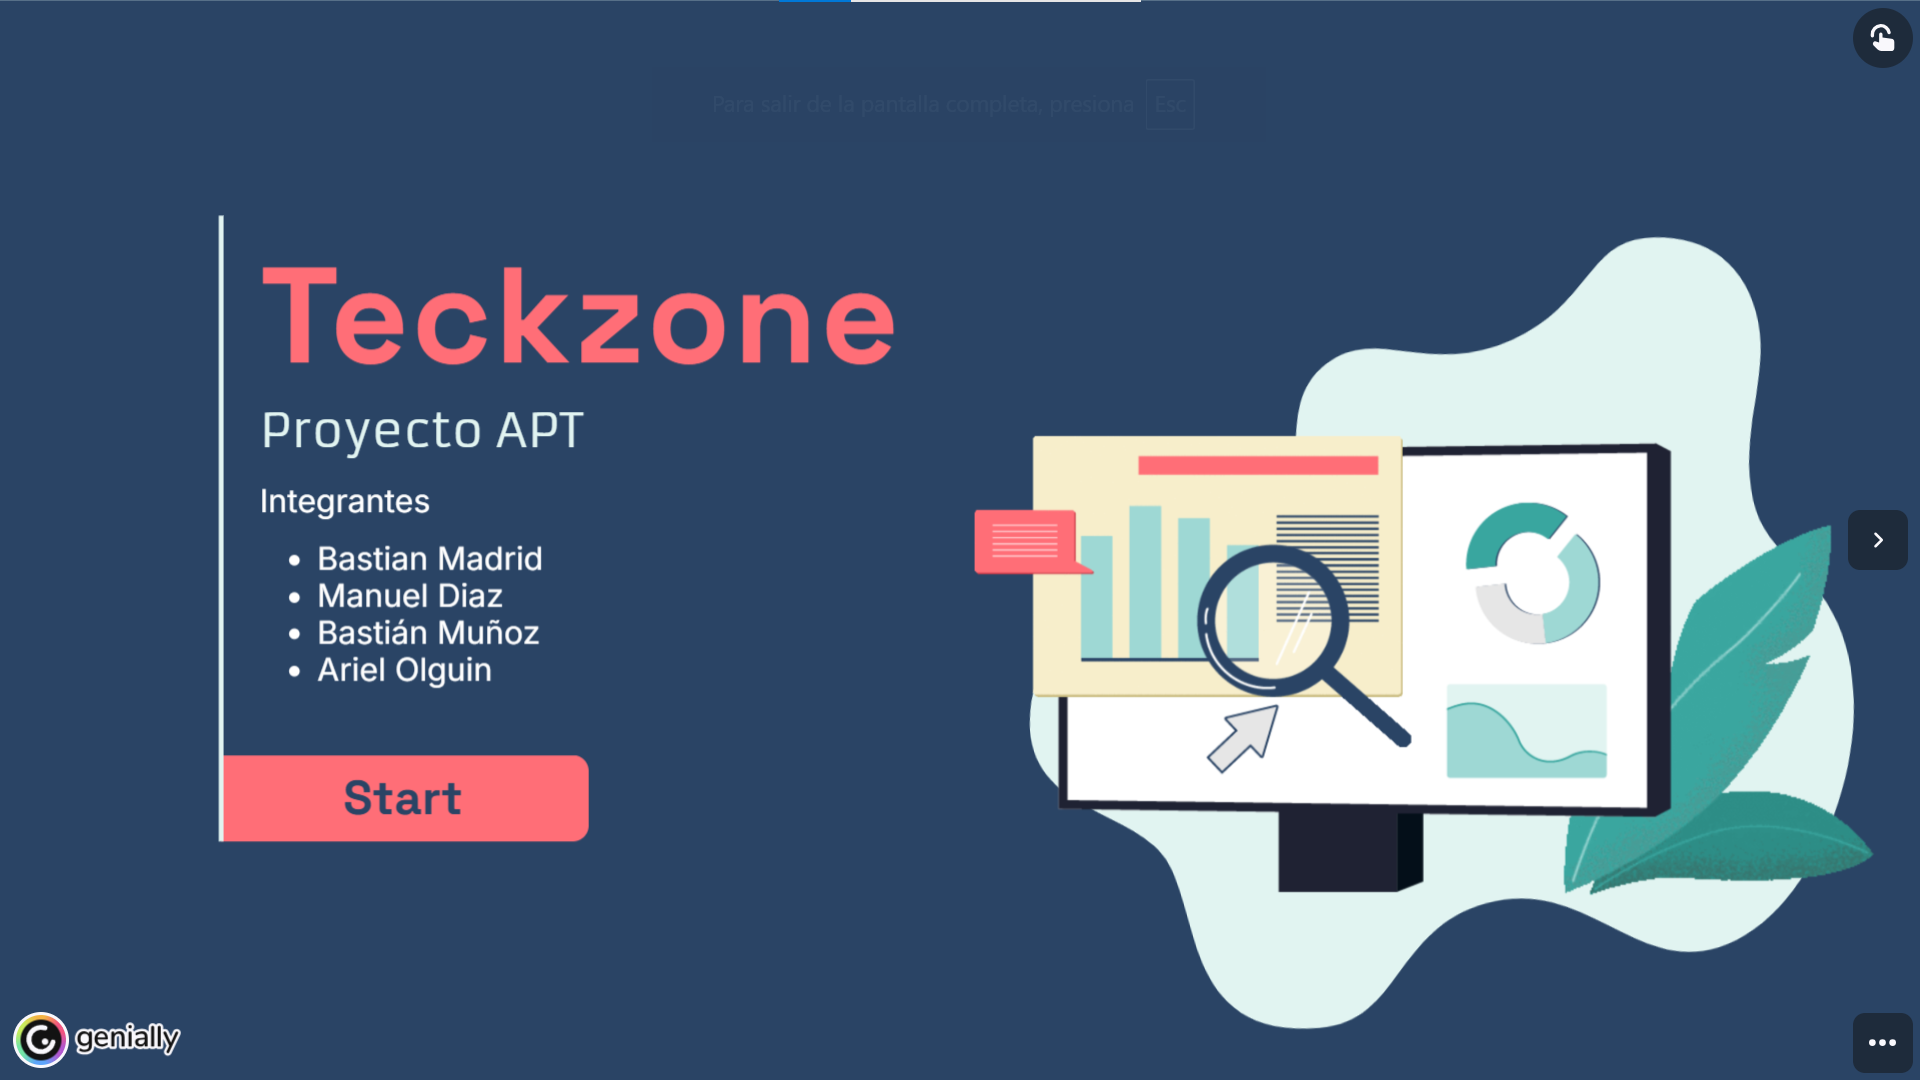 Para salir de la pantalla completa, presiona Esc
Teckzone
Proyecto APT
Integrantes
• Bastian Madrid
• Manuel Diaz
• Bastián Muñoz
• Ariel Olguin
Start
genially